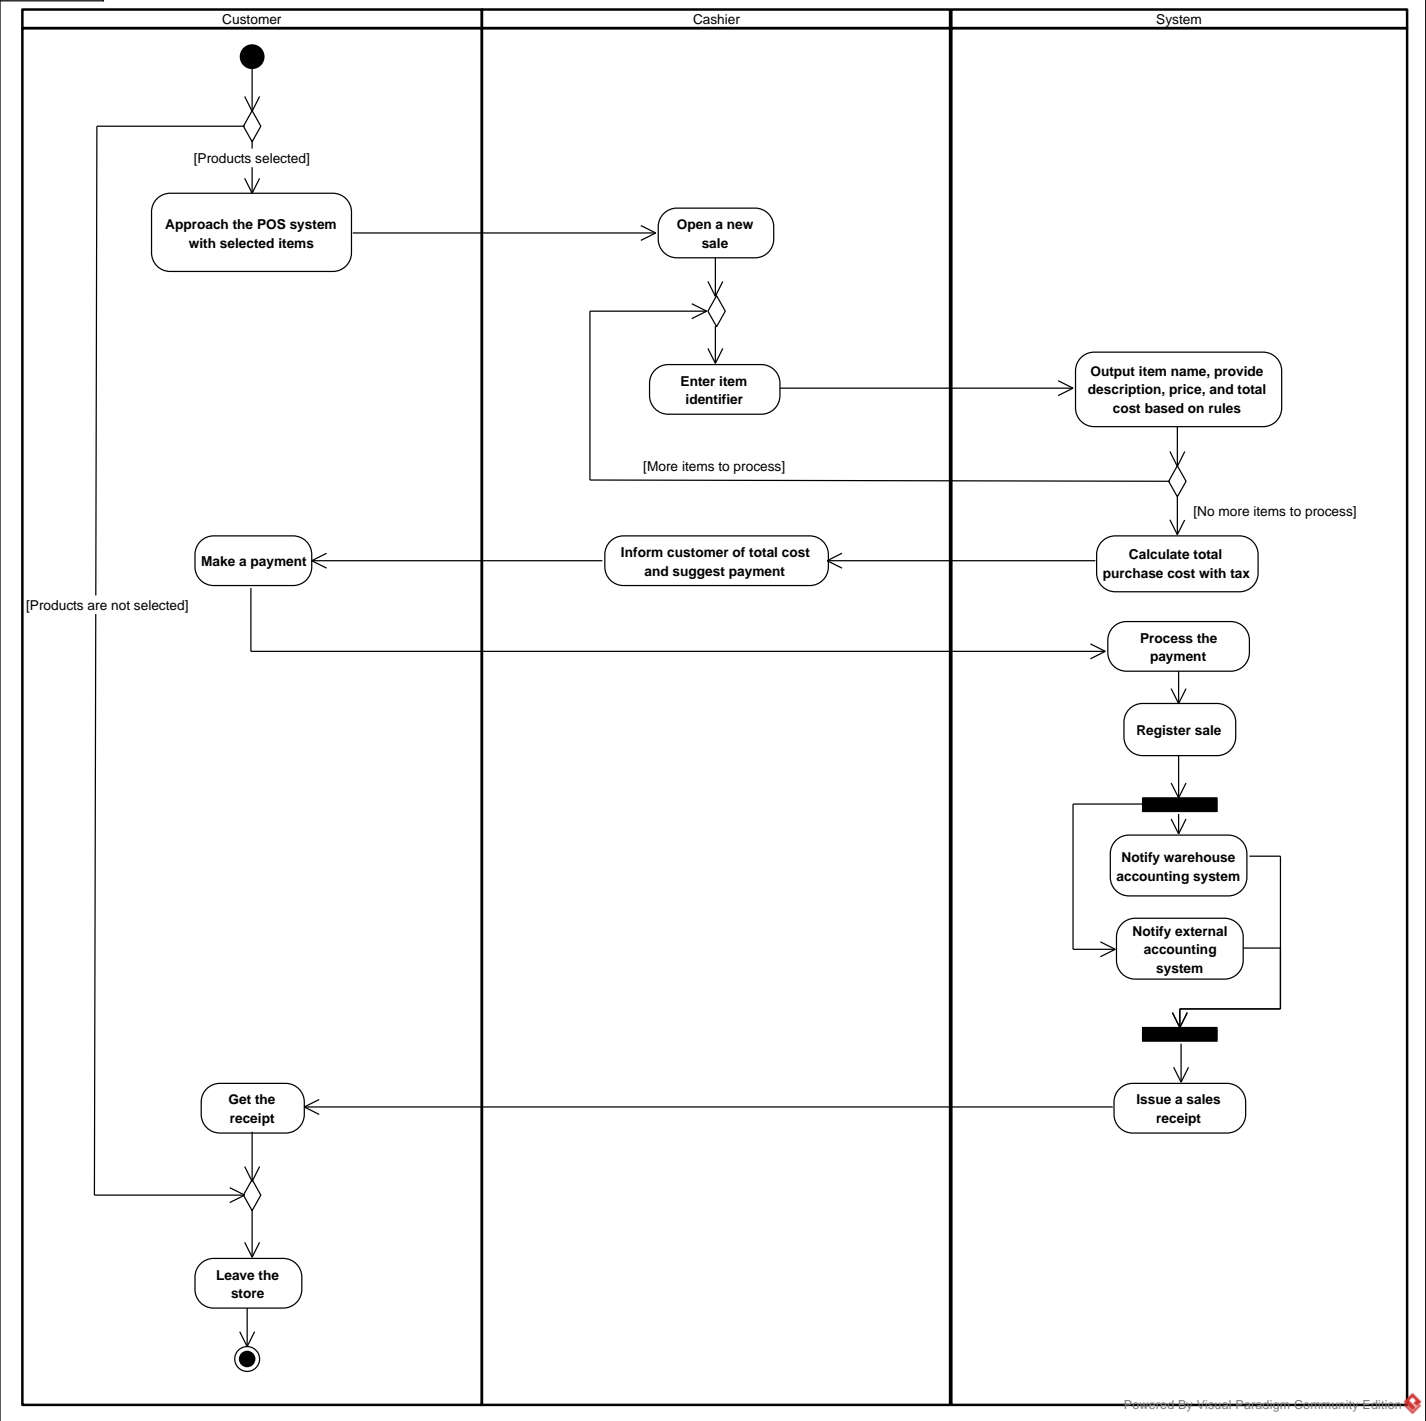 Customer
Cashier
System
[Products selected]
Approach the POS system
with selected items
Open a new
sale
Enter item
identifier
Output item name, provide
description, price, and total
cost based on rules
[More items to process]
[No more items to process]
Make a payment
Inform customer of total cost
and suggest payment
Calculate total
purchase cost with tax
[Products are not selected]
Process the
payment
Register sale
Notify warehouse
accounting system
Notify external
accounting
system
Get the
receipt
Issue a sales
receipt
Leave the
store
Powered By Visual Paradigm Community Edition